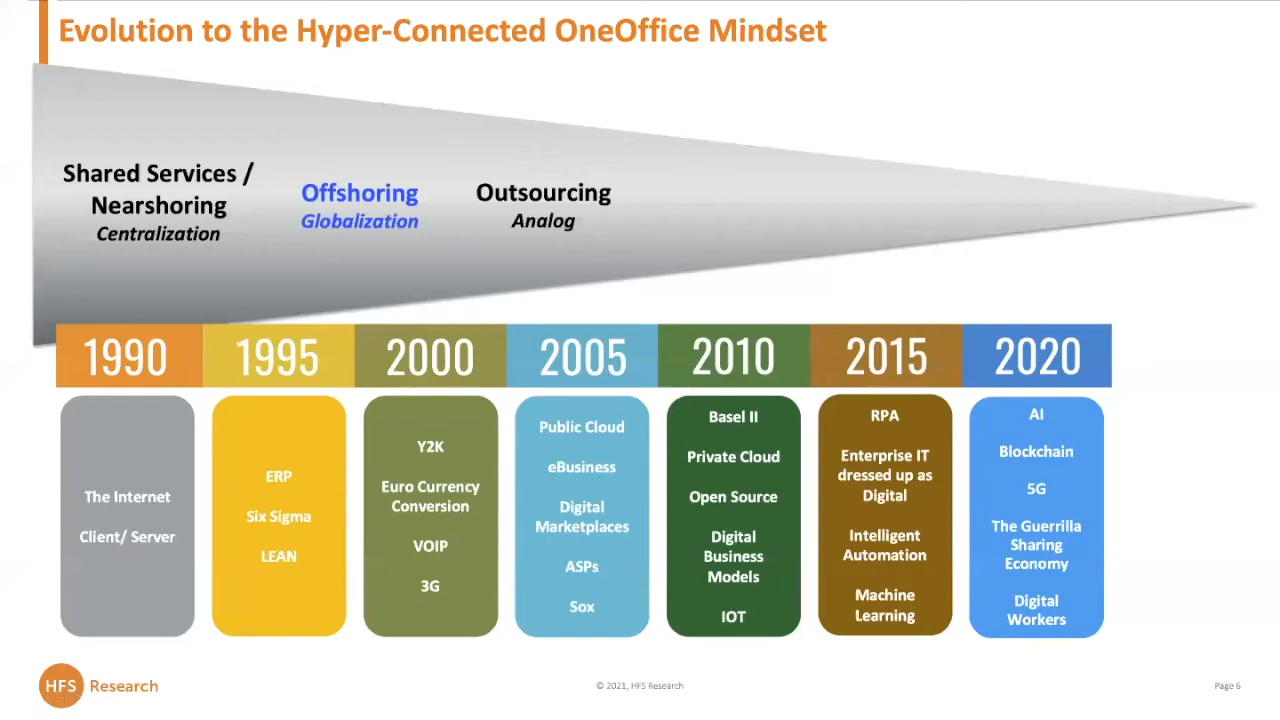 Evolution to the Hyper-Connected OneOffice Mindset
Shared Services /
Nearshoring
Centralization
Offshoring
Globalization
Outsourcing
Analog
1990
1995
2000
2005
2010
2015
2020
The Internet
Client/ Server
ERP
Six Sigma
LEAN
Y2K
Euro Currency
Conversion
VOIP
3G
Public Cloud
eBusiness
Digital
Marketplaces
ASPs
Sox
Basel II
Private Cloud
Open Source
Digital
Business
Models
IOT
RPA
Enterprise IT
dressed up as
Digital
Intelligent
Automation
Machine
Learning
AI
Blockchain
5G
The Guerrilla
Sharing
Economy
Digital
Workers
HFS Research
© 2021, HFS Research
Page 6